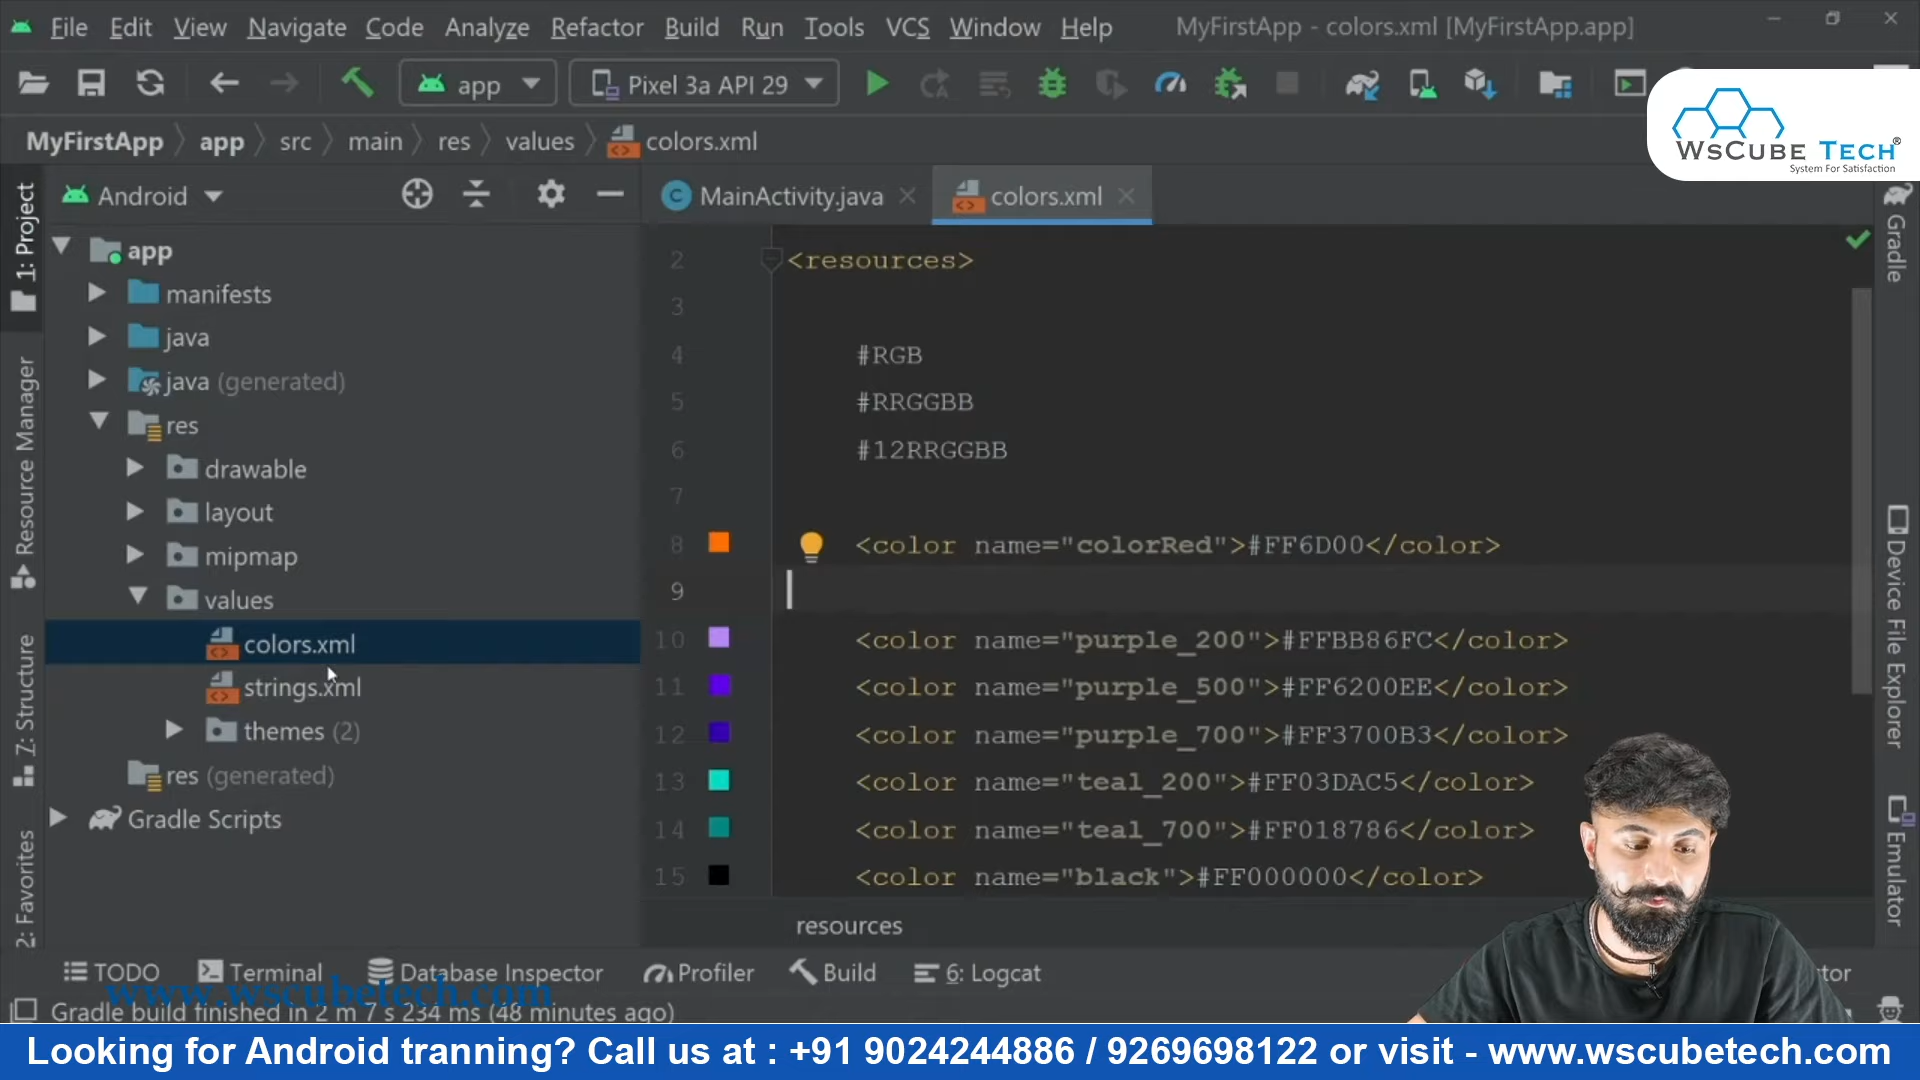 File Edit View Navigate Code Analyze Refactor Build Run Tools VCS Window Help MyFirstApp - colors.xml [MyFirstApp.app]
app Pixel 3a API 29
WsCube Tech®
System For Satisfaction
MyFirstApp app src main res values colors.xml
Android MainActivity.java colors.xml
1: Project
Resource Manager
7: Structure
2: Favorites
app
manifests
java
java (generated)
res
drawable
layout
mipmap
values
colors.xml
strings.xml
themes (2)
res (generated)
Gradle Scripts
2 <resources>
3
4 #RGB
5 #RRGGBB
6 #12RRGGBB
7
8 <color name="colorRed">#FF6D00</color>
9
10 <color name="purple_200">#FFBB86FC</color>
11 <color name="purple_500">#FF6200EE</color>
12 <color name="purple_700">#FF3700B3</color>
13 <color name="teal_200">#FF03DAC5</color>
14 <color name="teal_700">#FF018786</color>
15 <color name="black">#FF000000</color>
resources
Gradle
Device File Explorer
Emulator
TODO Terminal Database Inspector Profiler Build 6: Logcat
www.wscubetech.com
Gradle build finished in 2 m 7 s 234 ms (48 minutes ago)
Looking for Android tranning? Call us at : +91 9024244886 / 9269698122 or visit - www.wscubetech.com